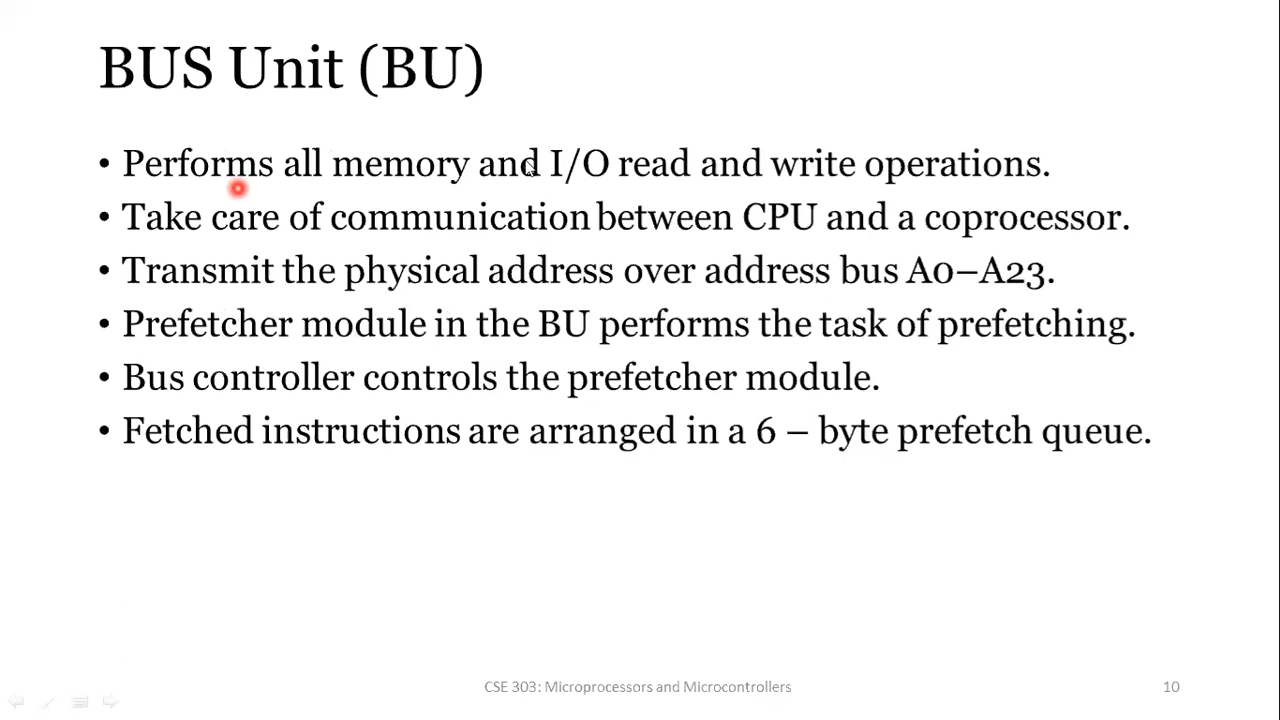 BUS Unit (BU)
• Performs all memory and I/O read and write operations.
• Take care of communication between CPU and a coprocessor.
• Transmit the physical address over address bus A0–A23.
• Prefetcher module in the BU performs the task of prefetching.
• Bus controller controls the prefetcher module.
• Fetched instructions are arranged in a 6 – byte prefetch queue.
CSE 303: Microprocessors and Microcontrollers
10